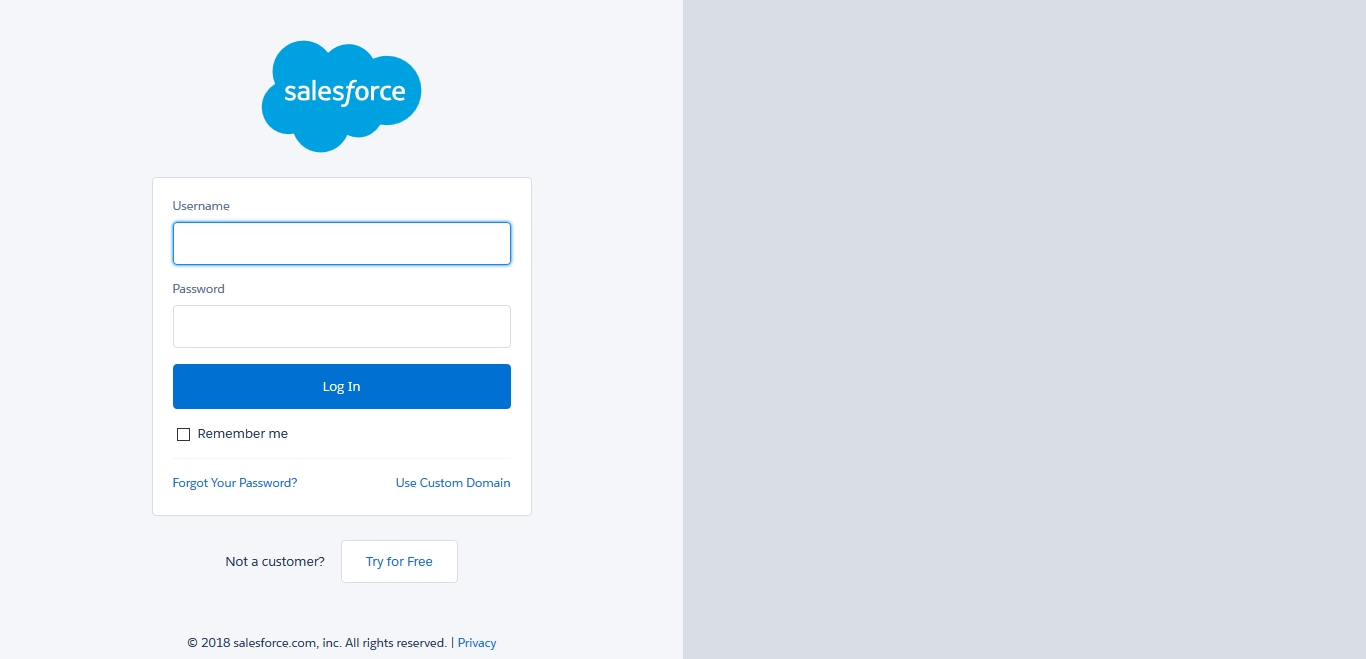 salesforce
Username
Password
Log In
Remember me
Forgot Your Password? Use Custom Domain
Not a customer? Try for Free
© 2018 salesforce.com, inc. All rights reserved. | Privacy